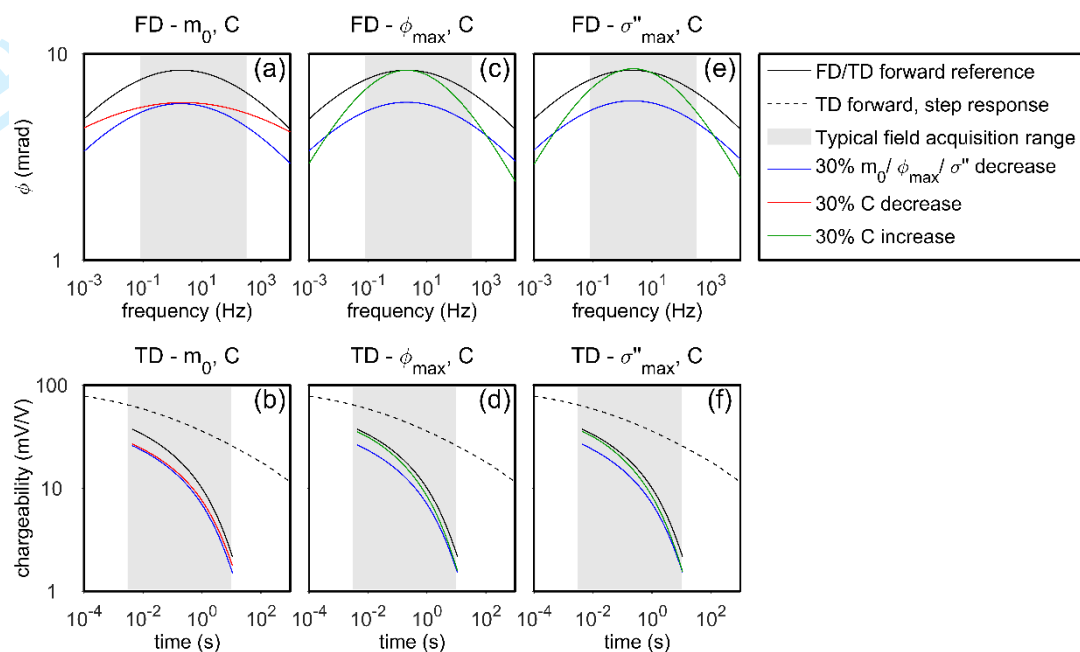 FD - m₀, C
FD - ϕmax, C
FD - σ''max, C
10
1
ϕ (mrad)
(a)
(c)
(e)
10⁻³ 10⁻¹ 10¹ 10³
10⁻³ 10⁻¹ 10¹ 10³
10⁻³ 10⁻¹ 10¹ 10³
frequency (Hz)
frequency (Hz)
frequency (Hz)
FD/TD forward reference
TD forward, step response
Typical field acquisition range
30% m₀/ ϕmax/ σ'' decrease
30% C decrease
30% C increase
TD - m₀, C
TD - ϕmax, C
TD - σ''max, C
100
10
1
chargeability (mV/V)
(b)
(d)
(f)
10⁻⁴ 10⁻² 10⁰ 10²
10⁻⁴ 10⁻² 10⁰ 10²
10⁻⁴ 10⁻² 10⁰ 10²
time (s)
time (s)
time (s)